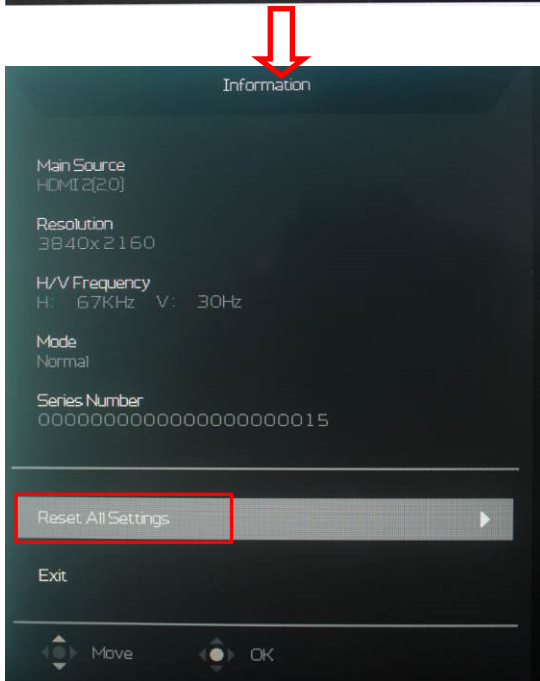 Information
Main Source
HDMI 2(2.0)
Resolution
3840x2160
H/V Frequency
H: 67KHz V: 30Hz
Mode
Normal
Series Number
0000000000000000000015
Reset All Settings
Exit
Move OK